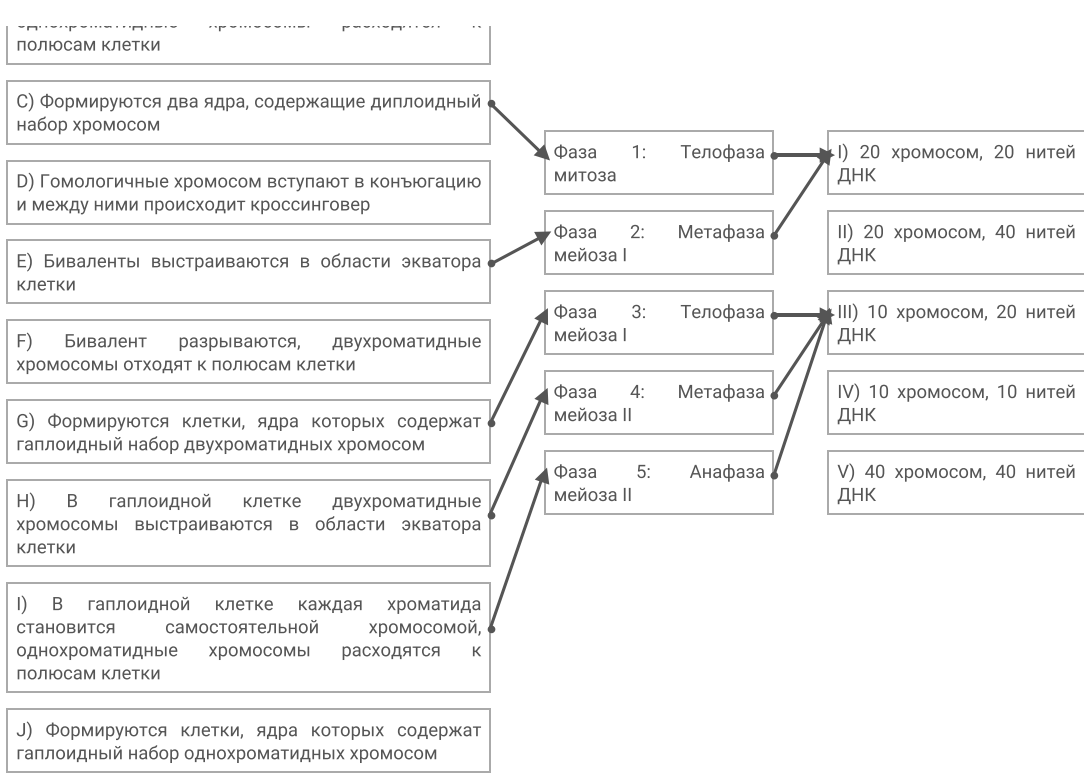 полюсам клетки
C) Формируются два ядра, содержащие диплоидный
набор хромосом
D) Гомологичные хромосом вступают в конъюгацию
и между ними происходит кроссинговер
E) Биваленты выстраиваются в области экватора
клетки
F) Бивалент разрываются, двухроматидные
хромосомы отходят к полюсам клетки
G) Формируются клетки, ядра которых содержат
гаплоидный набор двухроматидных хромосом
H) В гаплоидной клетке двухроматидные
хромосомы выстраиваются в области экватора
клетки
I) В гаплоидной клетке каждая хроматида
становится самостоятельной хромосомой,
однохроматидные хромосомы расходятся к
полюсам клетки
J) Формируются клетки, ядра которых содержат
гаплоидный набор однохроматидных хромосом
Фаза 1: Телофаза
митоза
Фаза 2: Метафаза
мейоза I
Фаза 3: Телофаза
мейоза I
Фаза 4: Метафаза
мейоза II
Фаза 5: Анафаза
мейоза II
I) 20 хромосом, 20 нитей
ДНК
II) 20 хромосом, 40 нитей
ДНК
III) 10 хромосом, 20 нитей
ДНК
IV) 10 хромосом, 10 нитей
ДНК
V) 40 хромосом, 40 нитей
ДНК